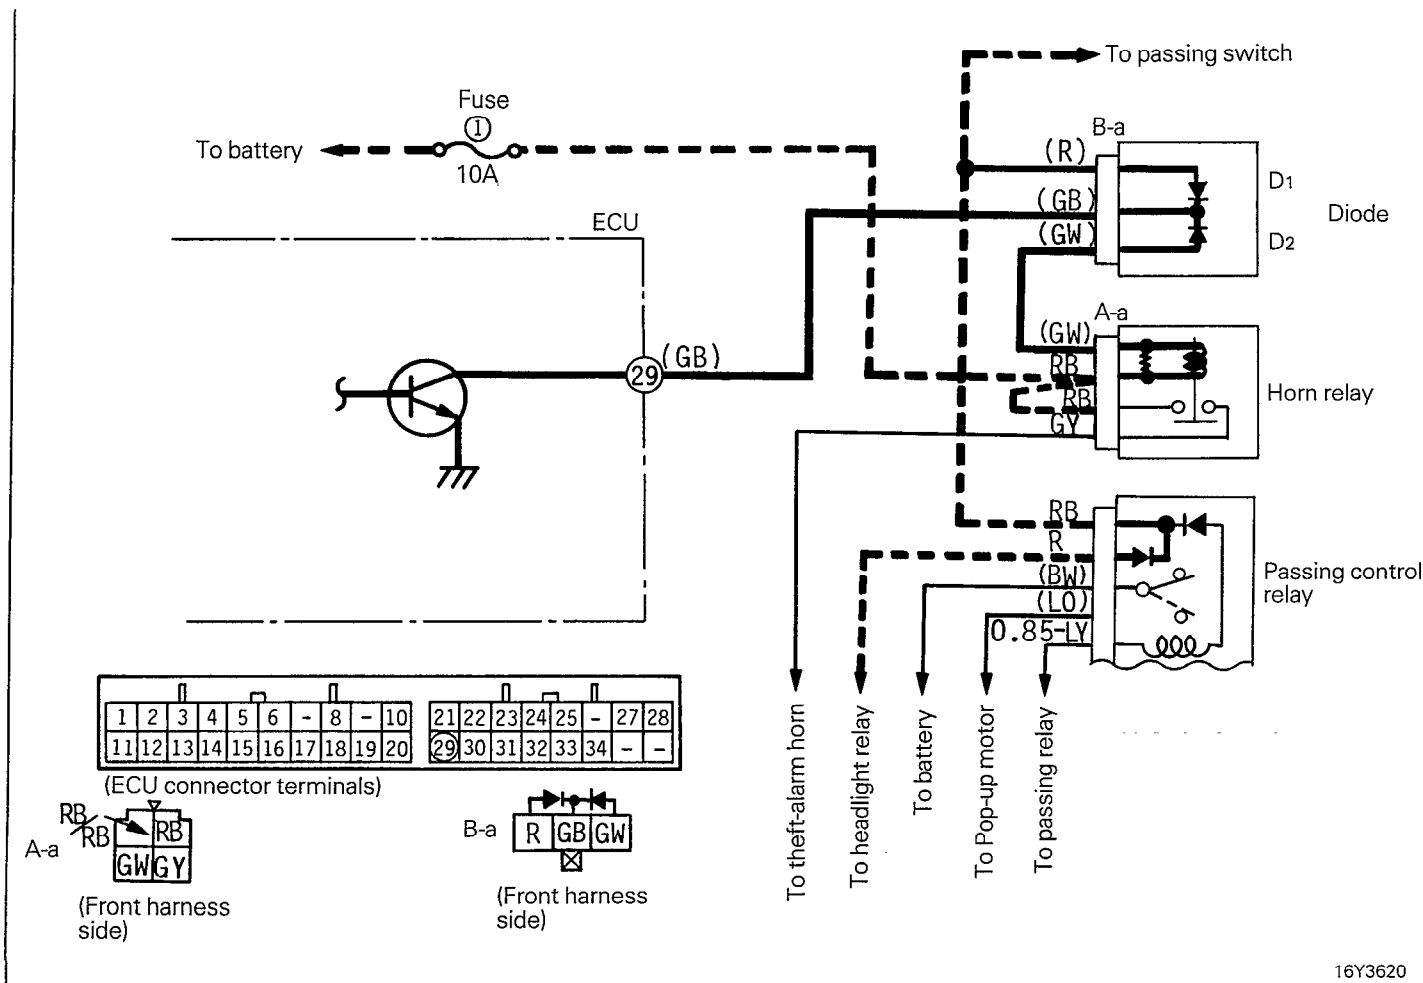 To passing switch
Fuse
I
10A
To battery
B-a
(R)
(GB)
(GW)
D1
D2
Diode
ECU
29
(GB)
A-a
(GW)
RB
RB
GY
Horn relay
RB
R
(BW)
(LO)
0.85-LY
Passing control
relay
To theft-alarm horn
To headlight relay
To battery
To Pop-up motor
To passing relay
1 2 3 4 5 6 - 8 - 10
11 12 13 14 15 16 17 18 19 20
21 22 23 24 25 - 27 28
29 30 31 32 33 34 - -
(ECU connector terminals)
A-a
RB/RB
RB
GW GY
(Front harness
side)
B-a
R GB GW
(Front harness
side)
16Y3620